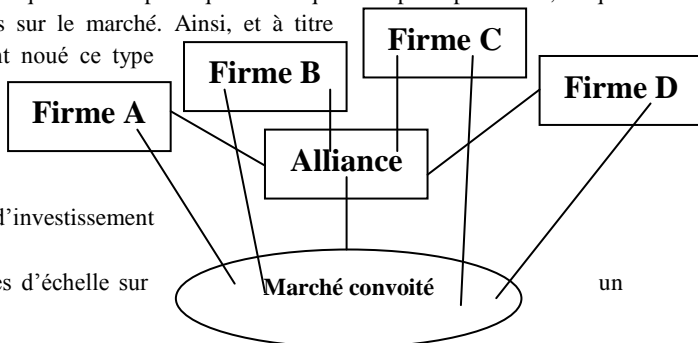 s sur le marché. Ainsi, et à titre
nt noué ce type
Firme C
Firme B
Firme D
Firme A
Alliance
d'investissement
es d'échelle sur
Marché convoité
un